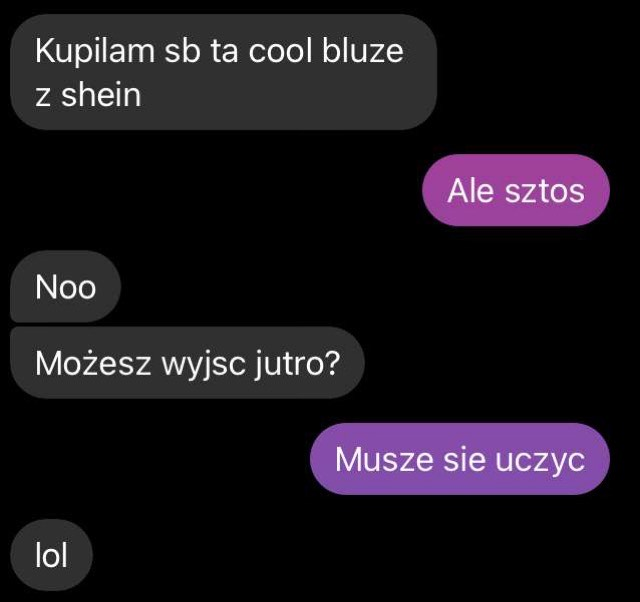 Kupilam sb ta cool bluze
z shein
Ale sztos
Noo
Możesz wyjsc jutro?
Musze sie uczyc
lol